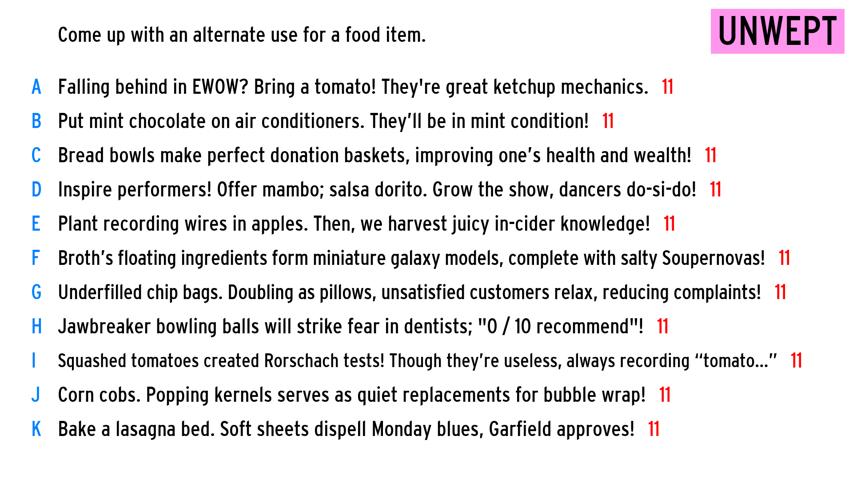 Come up with an alternate use for a food item.
UNWEPT
A Falling behind in EWOW? Bring a tomato! They're great ketchup mechanics. 11
B Put mint chocolate on air conditioners. They’ll be in mint condition! 11
C Bread bowls make perfect donation baskets, improving one’s health and wealth! 11
D Inspire performers! Offer mambo; salsa dorito. Grow the show, dancers do-si-do! 11
E Plant recording wires in apples. Then, we harvest juicy in-cider knowledge! 11
F Broth’s floating ingredients form miniature galaxy models, complete with salty Soupernovas! 11
G Underfilled chip bags. Doubling as pillows, unsatisfied customers relax, reducing complaints! 11
H Jawbreaker bowling balls will strike fear in dentists; "0 / 10 recommend"! 11
I Squashed tomatoes created Rorschach tests! Though they’re useless, always recording “tomato...” 11
J Corn cobs. Popping kernels serves as quiet replacements for bubble wrap! 11
K Bake a lasagna bed. Soft sheets dispell Monday blues, Garfield approves! 11